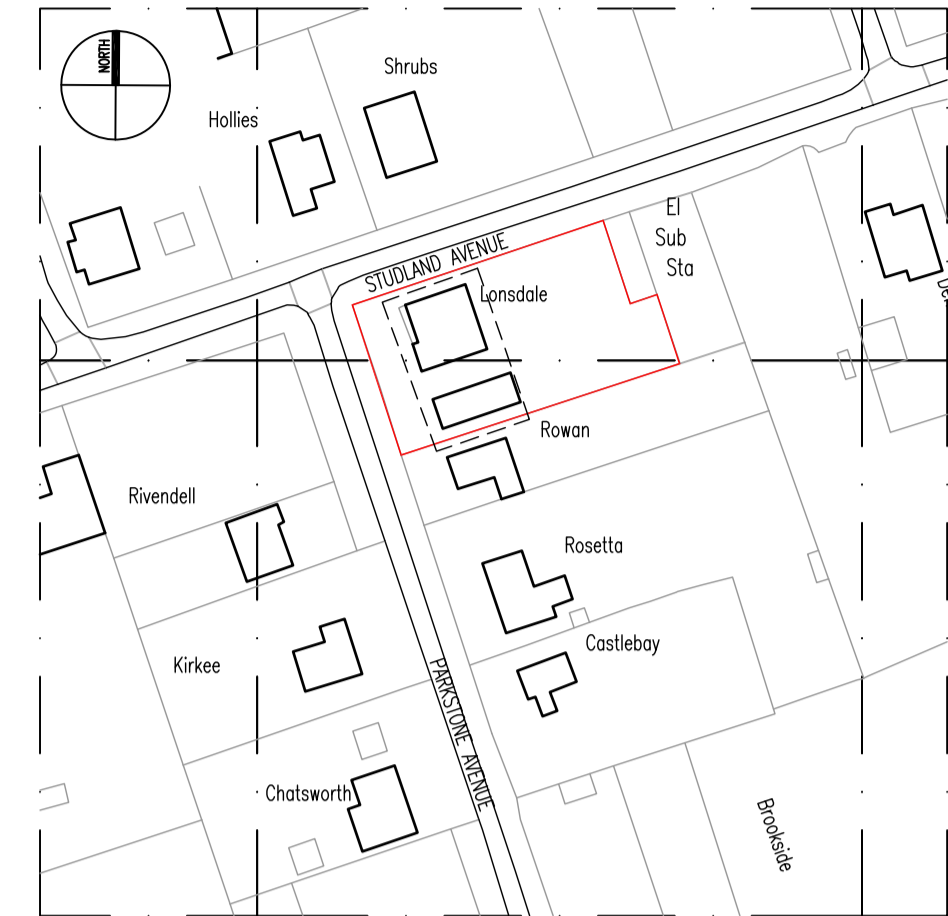 NORTH
Shrubs
Hollies
El
Sub
Sta
STUDLAND AVENUE
Lonsdale
Rowan
Rivendell
Rosetta
Castlebay
Kirkee
PARKSTONE AVENUE
Chatsworth
Brookside